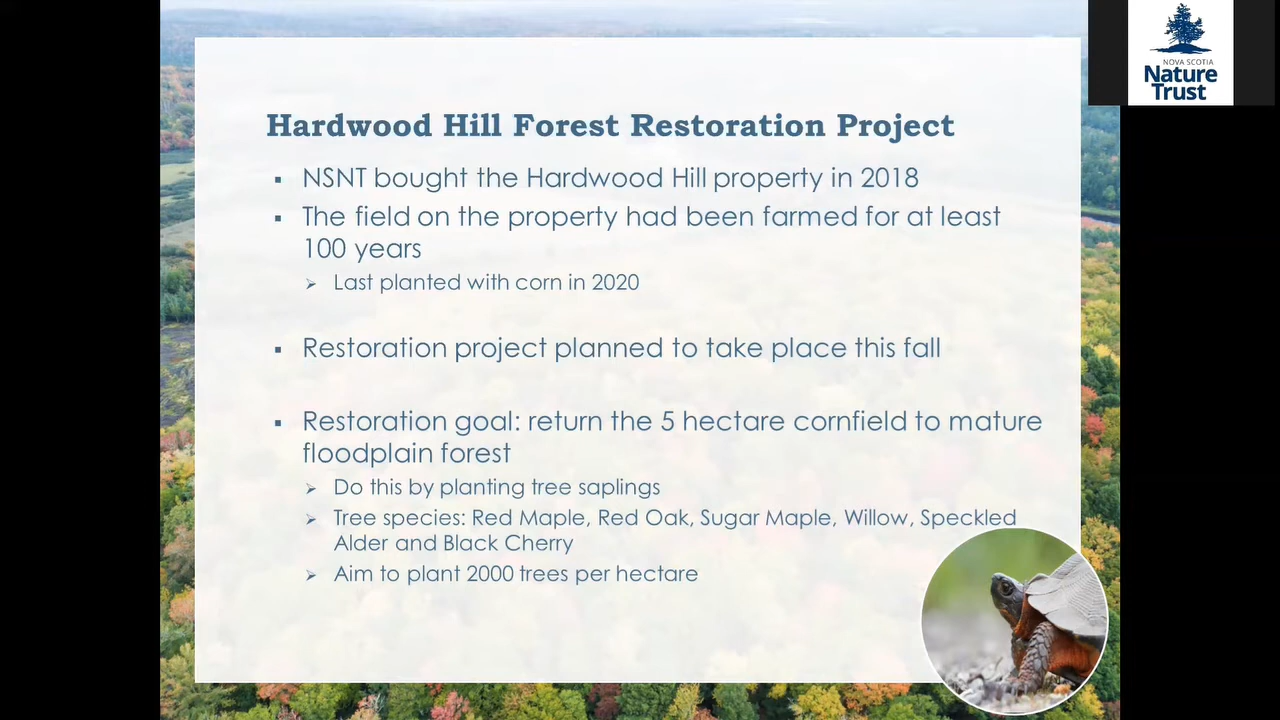 NOVA SCOTIA
Nature
Trust
Hardwood Hill Forest Restoration Project
▪ NSNT bought the Hardwood Hill property in 2018
▪ The field on the property had been farmed for at least
100 years
➢ Last planted with corn in 2020
▪ Restoration project planned to take place this fall
▪ Restoration goal: return the 5 hectare cornfield to mature
floodplain forest
➢ Do this by planting tree saplings
➢ Tree species: Red Maple, Red Oak, Sugar Maple, Willow, Speckled
Alder and Black Cherry
➢ Aim to plant 2000 trees per hectare